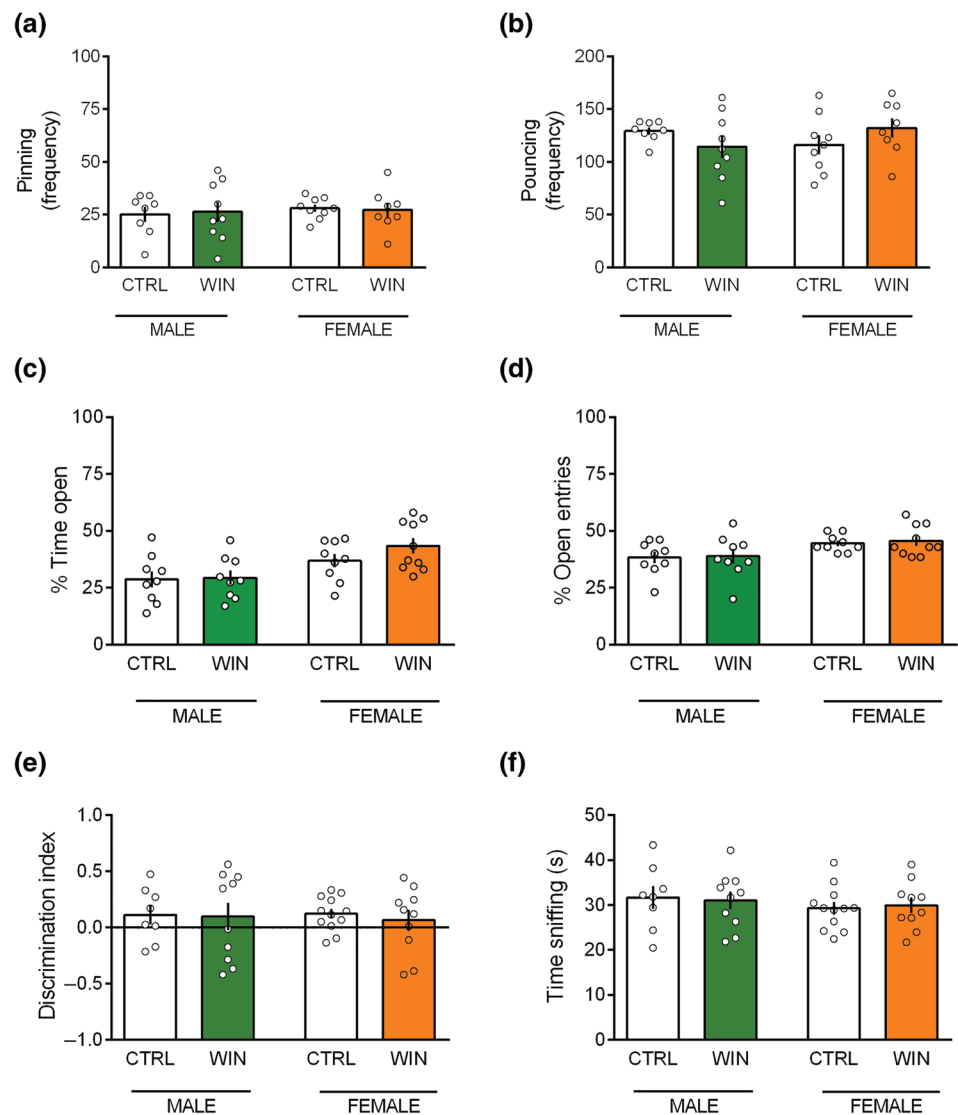 (a)
Pinning
(frequency)
100
75
50
25
0
CTRL WIN CTRL WIN
MALE FEMALE
(b)
Pouncing
(frequency)
200
150
100
50
0
CTRL WIN CTRL WIN
MALE FEMALE
(c)
% Time open
100
75
50
25
0
CTRL WIN CTRL WIN
MALE FEMALE
(d)
% Open entries
100
75
50
25
0
CTRL WIN CTRL WIN
MALE FEMALE
(e)
Discrimination index
1.0
0.5
0.0
–0.5
–1.0
CTRL WIN CTRL WIN
MALE FEMALE
(f)
Time sniffing (s)
50
40
30
20
10
0
CTRL WIN CTRL WIN
MALE FEMALE